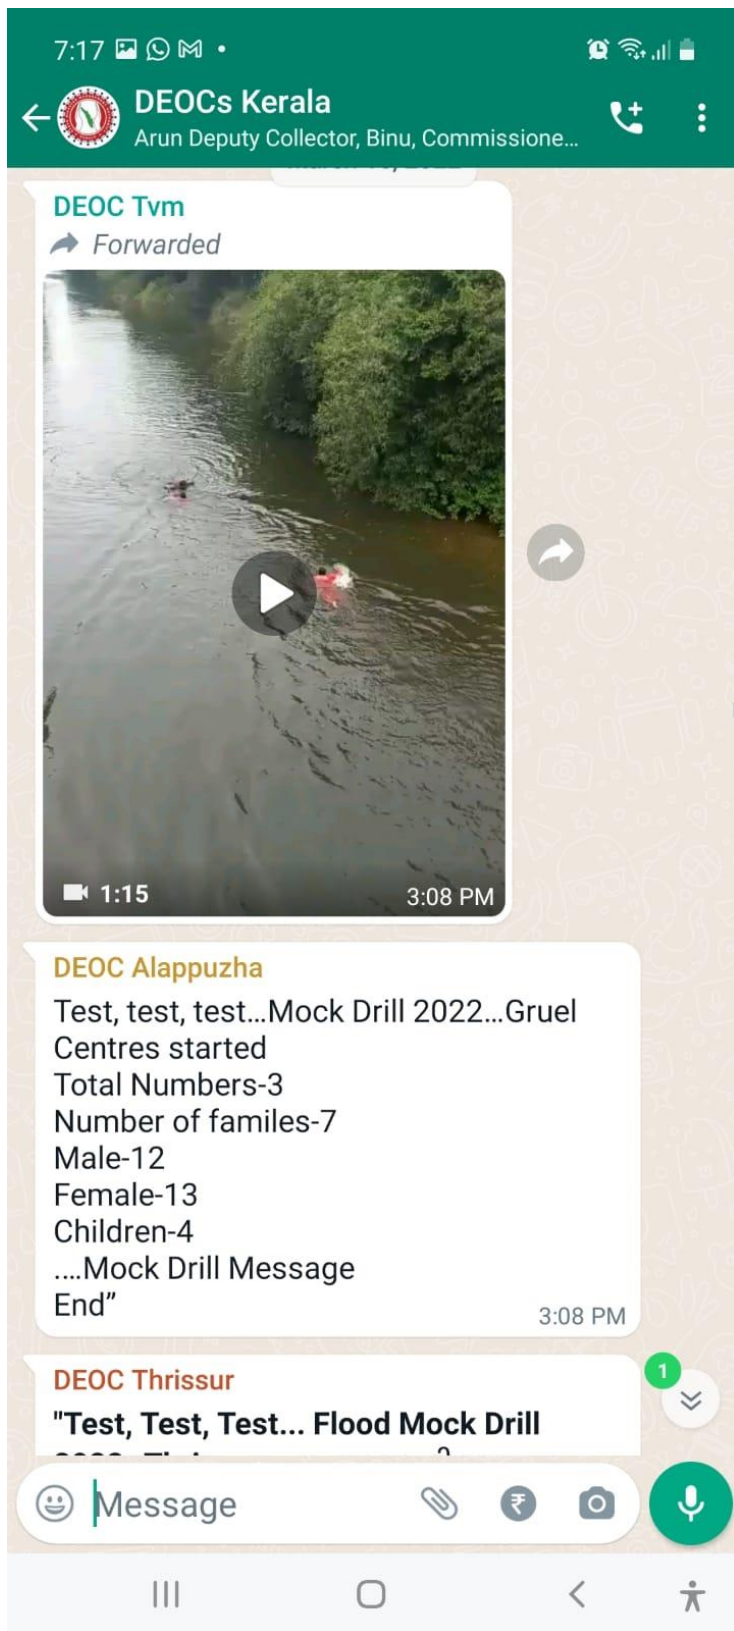 7:17
DEOCs Kerala
Arun Deputy Collector, Binu, Commissione...
DEOC Tvm
Forwarded
1:15
3:08 PM
DEOC Alappuzha
Test, test, test...Mock Drill 2022...Gruel
Centres started
Total Numbers-3
Number of familes-7
Male-12
Female-13
Children-4
....Mock Drill Message
End”
3:08 PM
DEOC Thrissur
1
"Test, Test, Test... Flood Mock Drill
Message